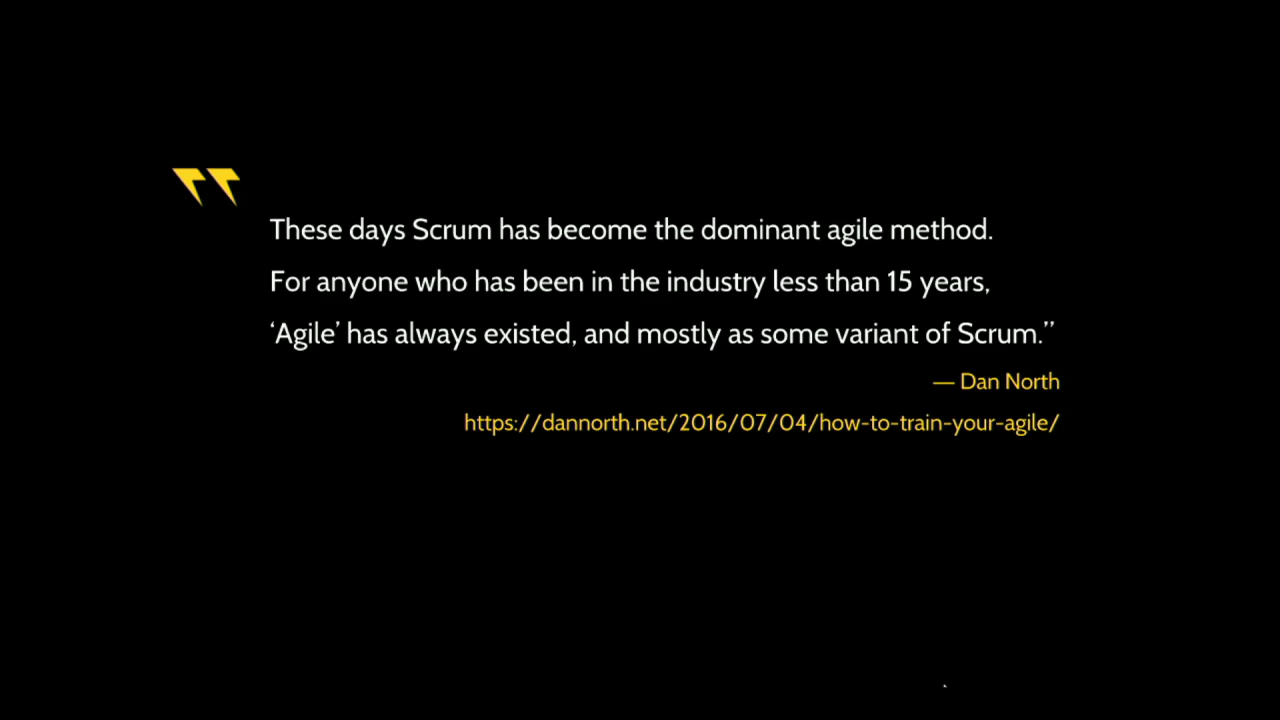 These days Scrum has become the dominant agile method.
For anyone who has been in the industry less than 15 years,
‘Agile’ has always existed, and mostly as some variant of Scrum.”
— Dan North
https://dannorth.net/2016/07/04/how-to-train-your-agile/